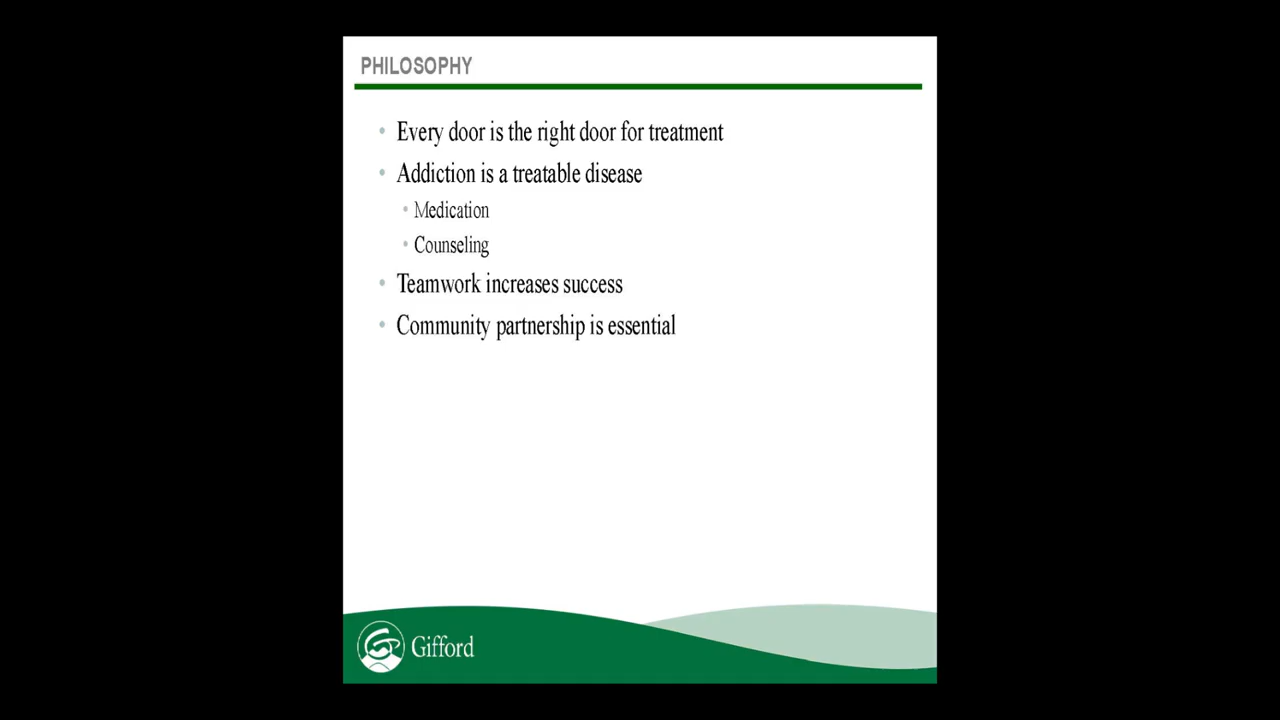 PHILOSOPHY
• Every door is the right door for treatment
• Addiction is a treatable disease
• Medication
• Counseling
• Teamwork increases success
• Community partnership is essential
Gifford